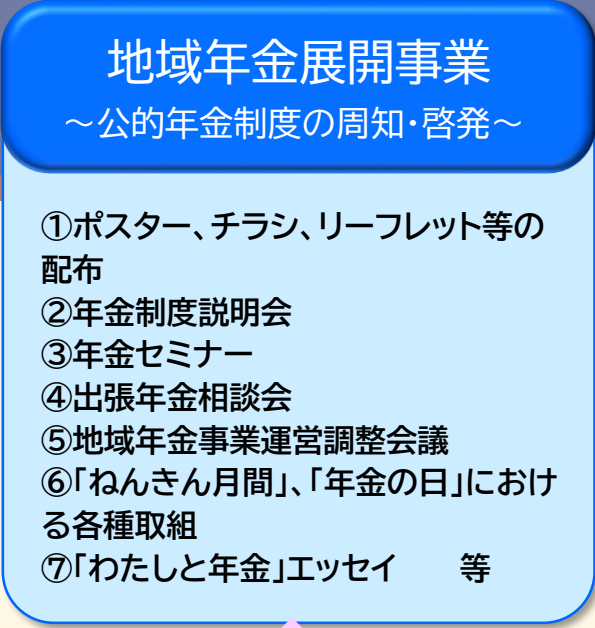 地域年金展開事業
～公的年金制度の周知・啓発～
①ポスター、チラシ、リーフレット等の
配布
②年金制度説明会
③年金セミナー
④出張年金相談会
⑤地域年金事業運営調整会議
⑥「ねんきん月間」、「年金の日」におけ
る各種取組
⑦「わたしと年金」エッセイ　　等